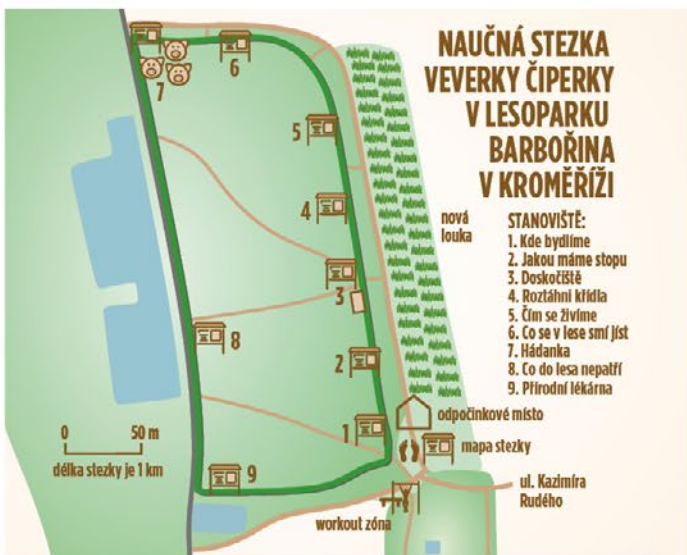 NAUČNÁ STEZKA
VEVERKY ČIPERKY
V LESOPARKU
BARBOŘINA
V KROMĚŘÍŽI
STANOVIŠTĚ:
1. Kde bydlíme
2. Jakou máme stopu
3. Doskočiště
4. Roztáhni křídla
5. Čím se živíme
6. Co se v lese smí jíst
7. Hádanka
8. Co do lesa nepatří
9. Přírodní lékárna
nová
louka
6
7
5
4
3
8
2
1
9
odpočinkové místo
mapa stezky
ul. Kazimíra
Rudého
workout zóna
0 50 m
délka stezky je 1 km